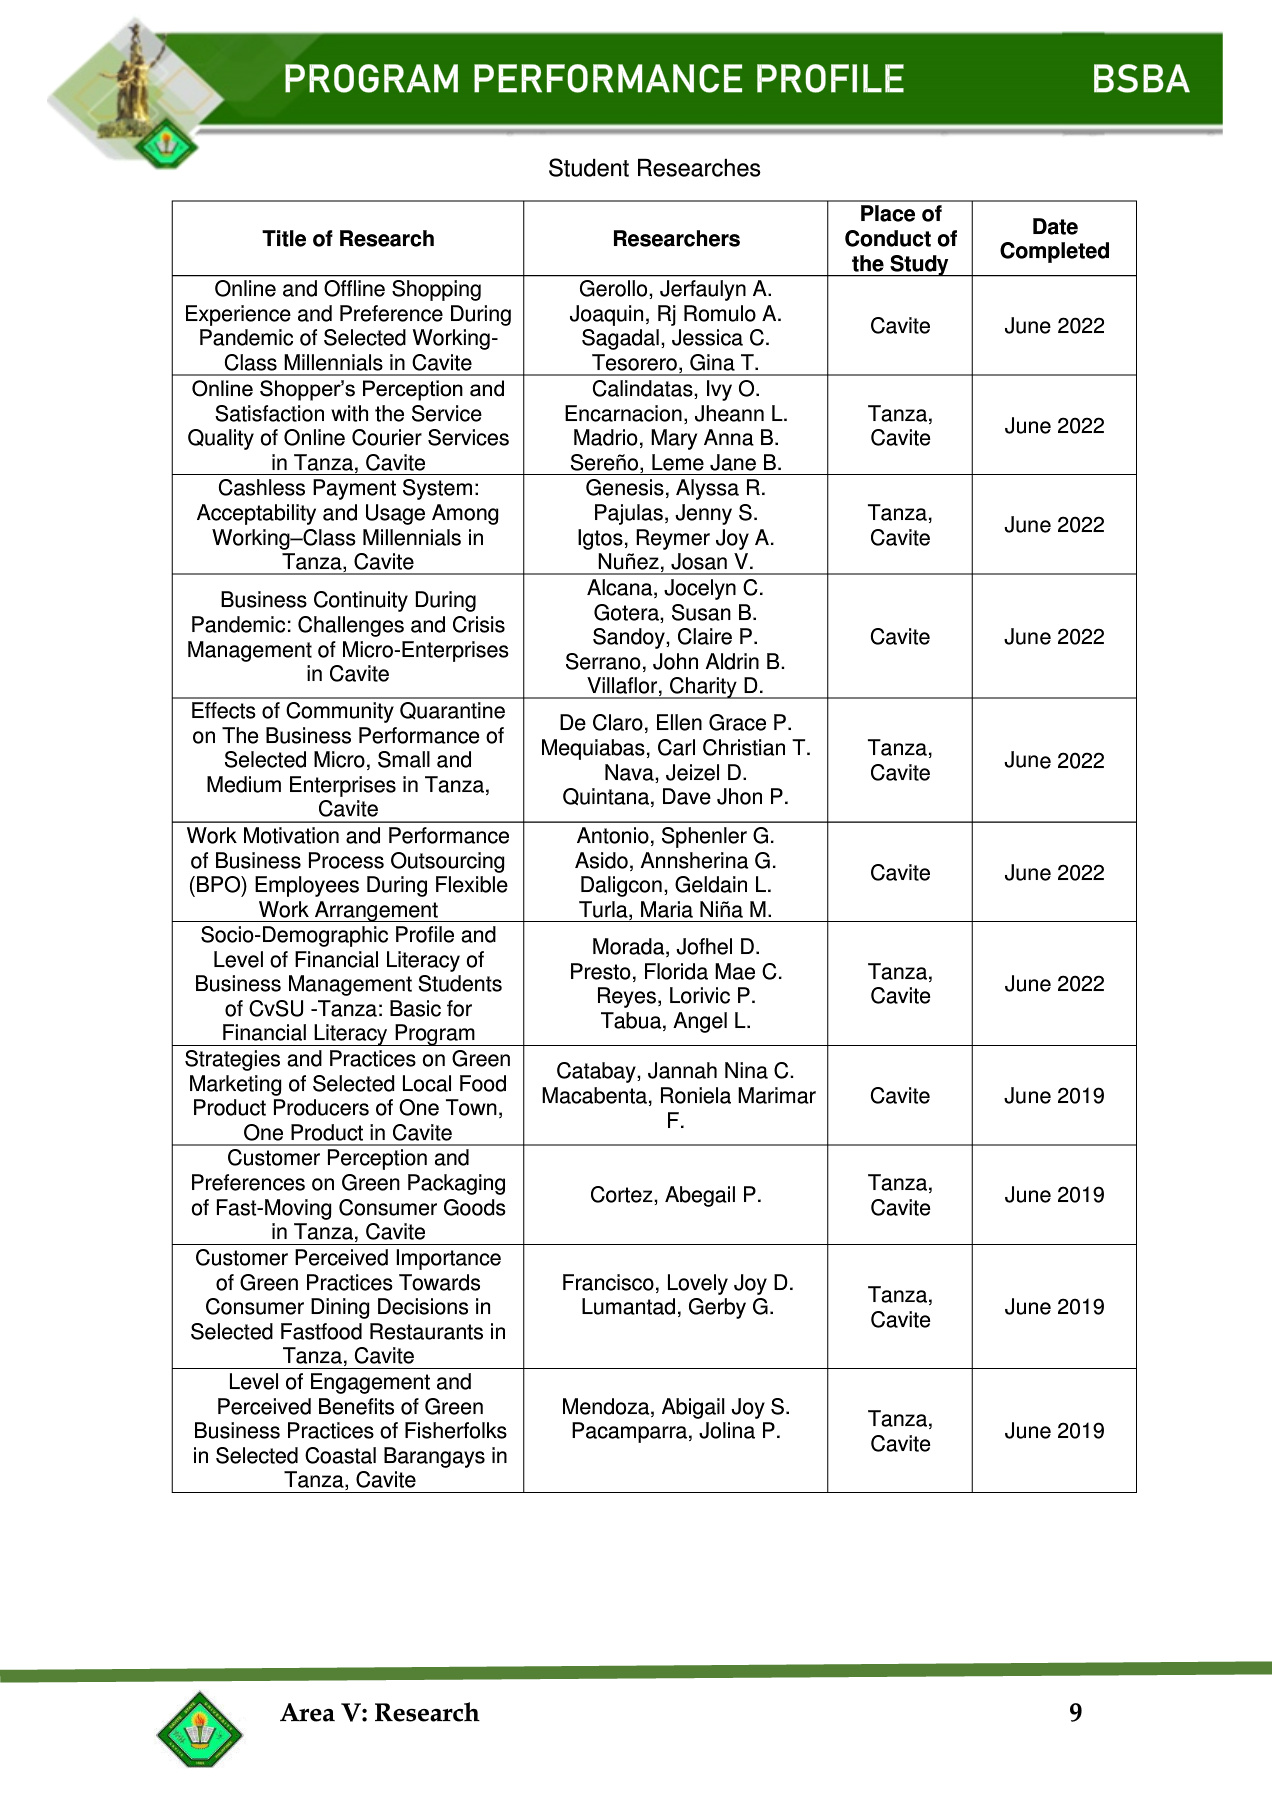 PROGRAM PERFORMANCE PROFILE BSBA
Student Researches
Title of Research
Researchers
Place of
Conduct of
the Study
Date
Completed
Online and Offline Shopping
Experience and Preference During
Pandemic of Selected Working-
Class Millennials in Cavite
Gerollo, Jerfaulyn A.
Joaquin, Rj Romulo A.
Sagadal, Jessica C.
Tesorero, Gina T.
Cavite
June 2022
Online Shopper’s Perception and
Satisfaction with the Service
Quality of Online Courier Services
in Tanza, Cavite
Calindatas, Ivy O.
Encarnacion, Jheann L.
Madrio, Mary Anna B.
Sereño, Leme Jane B.
Tanza,
Cavite
June 2022
Cashless Payment System:
Acceptability and Usage Among
Working–Class Millennials in
Tanza, Cavite
Genesis, Alyssa R.
Pajulas, Jenny S.
Igtos, Reymer Joy A.
Nuñez, Josan V.
Tanza,
Cavite
June 2022
Business Continuity During
Pandemic: Challenges and Crisis
Management of Micro-Enterprises
in Cavite
Alcana, Jocelyn C.
Gotera, Susan B.
Sandoy, Claire P.
Serrano, John Aldrin B.
Villaflor, Charity D.
Cavite
June 2022
Effects of Community Quarantine
on The Business Performance of
Selected Micro, Small and
Medium Enterprises in Tanza,
Cavite
De Claro, Ellen Grace P.
Mequiabas, Carl Christian T.
Nava, Jeizel D.
Quintana, Dave Jhon P.
Tanza,
Cavite
June 2022
Work Motivation and Performance
of Business Process Outsourcing
(BPO) Employees During Flexible
Work Arrangement
Antonio, Sphenler G.
Asido, Annsherina G.
Daligcon, Geldain L.
Turla, Maria Niña M.
Cavite
June 2022
Socio-Demographic Profile and
Level of Financial Literacy of
Business Management Students
of CvSU -Tanza: Basic for
Financial Literacy Program
Morada, Jofhel D.
Presto, Florida Mae C.
Reyes, Lorivic P.
Tabua, Angel L.
Tanza,
Cavite
June 2022
Strategies and Practices on Green
Marketing of Selected Local Food
Product Producers of One Town,
One Product in Cavite
Catabay, Jannah Nina C.
Macabenta, Roniela Marimar
F.
Cavite
June 2019
Customer Perception and
Preferences on Green Packaging
of Fast-Moving Consumer Goods
in Tanza, Cavite
Cortez, Abegail P.
Tanza,
Cavite
June 2019
Customer Perceived Importance
of Green Practices Towards
Consumer Dining Decisions in
Selected Fastfood Restaurants in
Tanza, Cavite
Francisco, Lovely Joy D.
Lumantad, Gerby G.
Tanza,
Cavite
June 2019
Level of Engagement and
Perceived Benefits of Green
Business Practices of Fisherfolks
in Selected Coastal Barangays in
Tanza, Cavite
Mendoza, Abigail Joy S.
Pacamparra, Jolina P.
Tanza,
Cavite
June 2019
Area V: Research 9